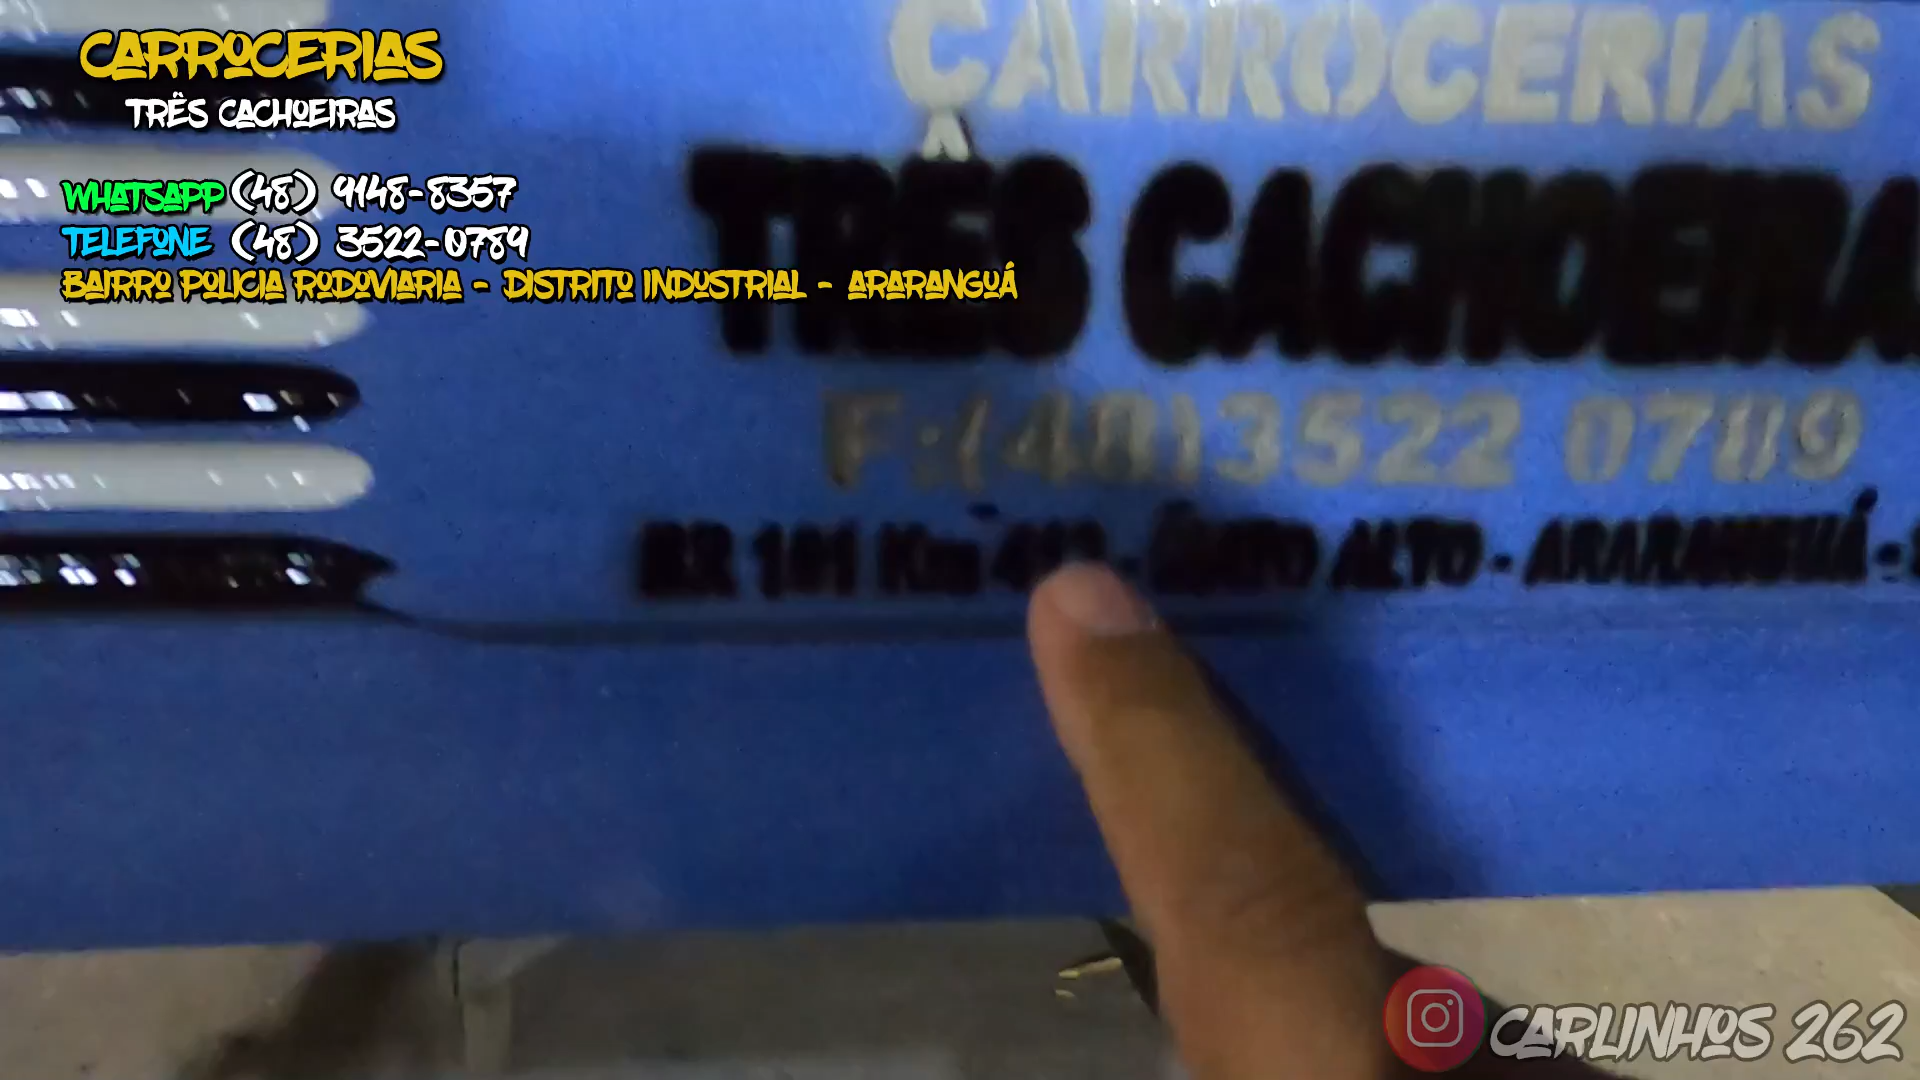 CARROCERIAS
TRÊS CACHOEIRAS
WHATSAPP (48) 9148-8357
TELEFONE (48) 3522-0789
BAIRRO POLICIA RODOVIARIA - DISTRITO INDUSTRIAL - ARARANGUÁ
CARROCERIAS
TRÊS CACHOEIRA
F:(48)3522 0789
BR 101 Km - MATO ALTO - ARARANGUÁ -
CARLINHOS 262